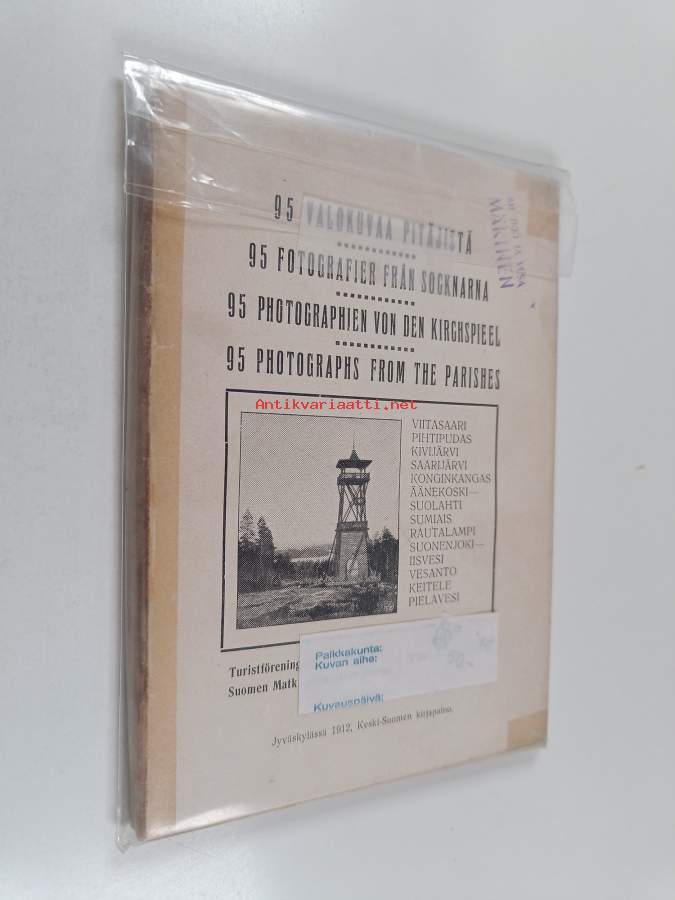 95 VALOKUVAA PITÄJISTÄ
95 FOTOGRAFIER FRÅN SOCKNARNA
95 PHOTOGRAPHIEN VON DEN KIRCHSPIEEL
95 PHOTOGRAPHS FROM THE PARISHES
Antikvariaatti.net
VIITASAARI
PIHTIPUDAS
KIVIJÄRVI
SAARIJÄRVI
KONGINKANGAS
ÄÄNEKOSKI—
SUOLAHTI
SUMIAIS
RAUTALAMPI
SUONENJOKI—
IISVESI
VESANTO
KEITELE
PIELAVESI
Turistförening
Suomen Matk
Paikkakunta:
Kuvan aihe:
Kuvauspäivä:
Jyväskylässä 1912, Keski-Suomen kirjapaino.
MÄKINEN